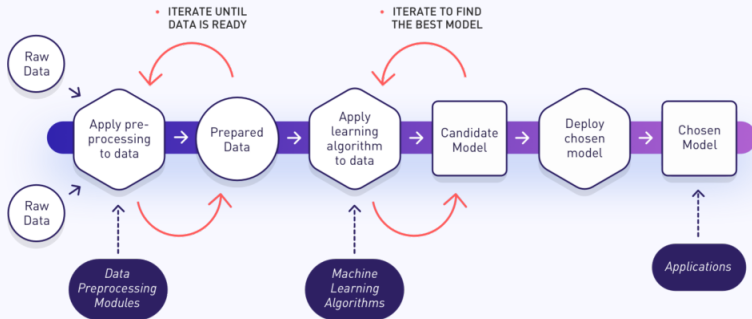 • ITERATE UNTIL
DATA IS READY
• ITERATE TO FIND
THE BEST MODEL
Raw
Data
Raw
Data
Apply pre-
processing
to data
Prepared
Data
Apply
learning
algorithm
to data
Candidate
Model
Deploy
chosen
model
Chosen
Model
Data
Preprocessing
Modules
Machine
Learning
Algorithms
Applications